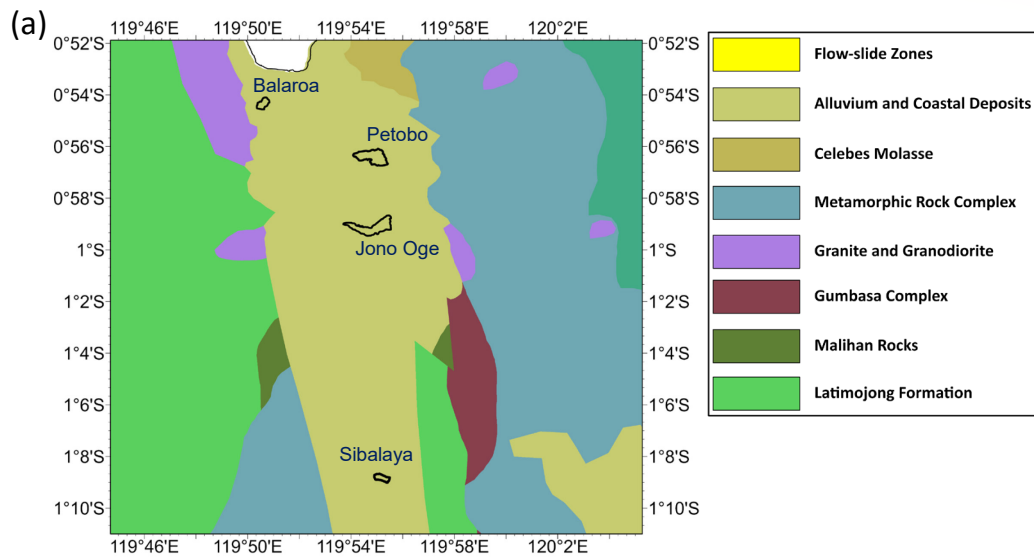 (a)
119°46'E 119°50'E 119°54'E 119°58'E 120°2'E
0°52'S 0°52'S
0°54'S 0°54'S
0°56'S 0°56'S
0°58'S 0°58'S
1°S 1°S
1°2'S 1°2'S
1°4'S 1°4'S
1°6'S 1°6'S
1°8'S 1°8'S
1°10'S 1°10'S
119°46'E 119°50'E 119°54'E 119°58'E 120°2'E
Balaroa
Petobo
Jono Oge
Sibalaya
Flow-slide Zones
Alluvium and Coastal Deposits
Celebes Molasse
Metamorphic Rock Complex
Granite and Granodiorite
Gumbasa Complex
Malihan Rocks
Latimojong Formation